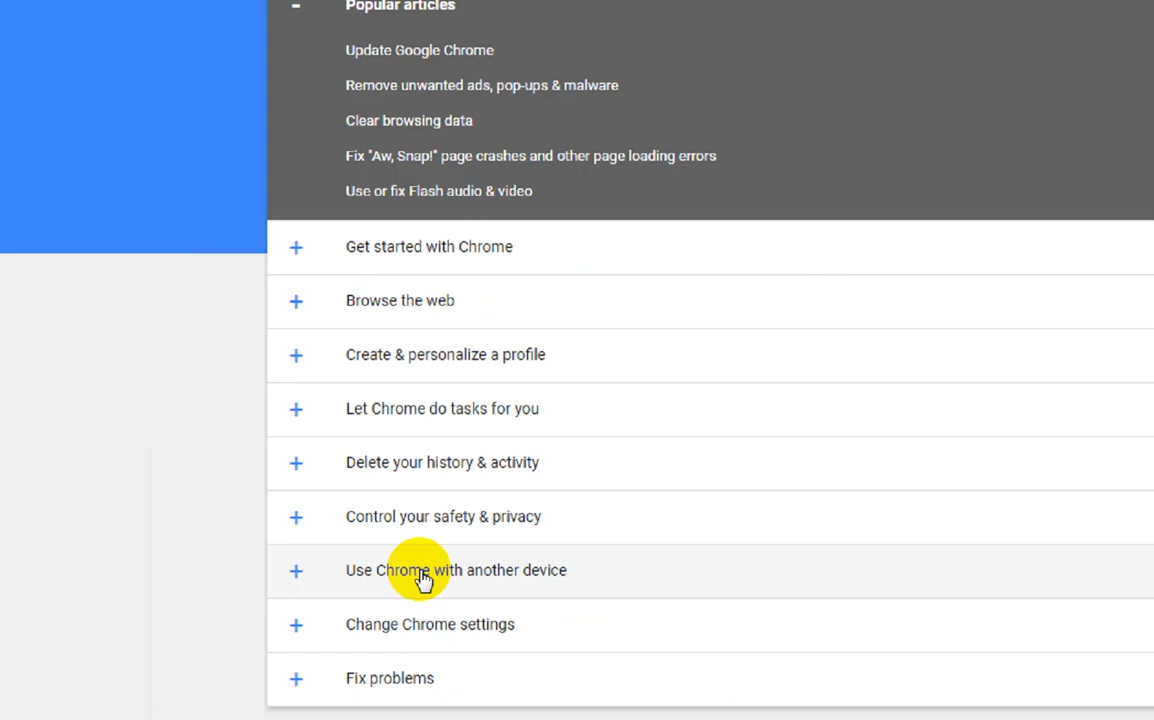 Popular articles
Update Google Chrome
Remove unwanted ads, pop-ups & malware
Clear browsing data
Fix "Aw, Snap!" page crashes and other page loading errors
Use or fix Flash audio & video
Get started with Chrome
Browse the web
Create & personalize a profile
Let Chrome do tasks for you
Delete your history & activity
Control your safety & privacy
Use Chrome with another device
Change Chrome settings
Fix problems